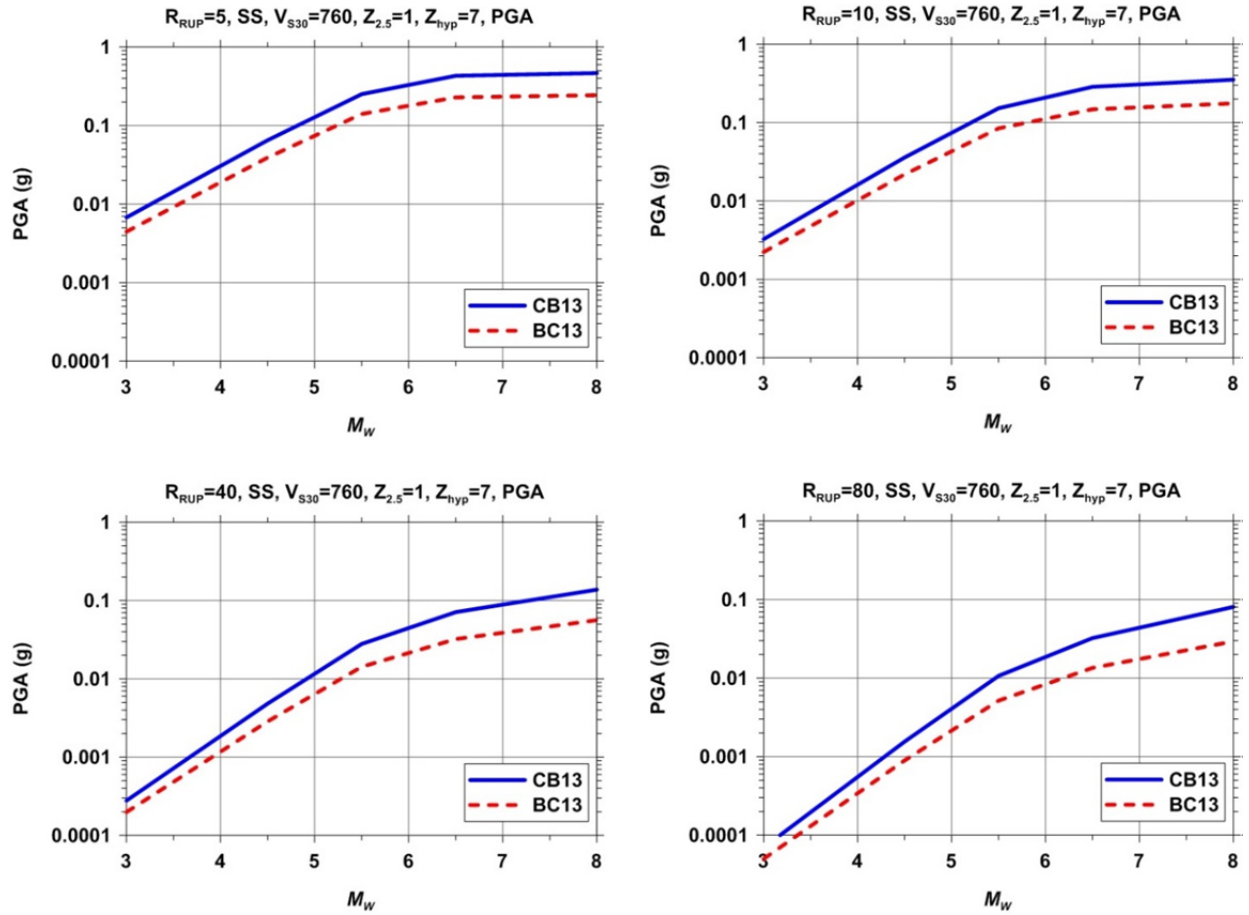 R_RUP=5, SS, V_S30=760, Z_2.5=1, Z_hyp=7, PGA
1
0.1
0.01
0.001
0.0001
PGA (g)
CB13
BC13
3 4 5 6 7 8
M_W
R_RUP=10, SS, V_S30=760, Z_2.5=1, Z_hyp=7, PGA
1
0.1
0.01
0.001
0.0001
PGA (g)
CB13
BC13
3 4 5 6 7 8
M_W
R_RUP=40, SS, V_S30=760, Z_2.5=1, Z_hyp=7, PGA
1
0.1
0.01
0.001
0.0001
PGA (g)
CB13
BC13
3 4 5 6 7 8
M_W
R_RUP=80, SS, V_S30=760, Z_2.5=1, Z_hyp=7, PGA
1
0.1
0.01
0.001
0.0001
PGA (g)
CB13
BC13
3 4 5 6 7 8
M_W